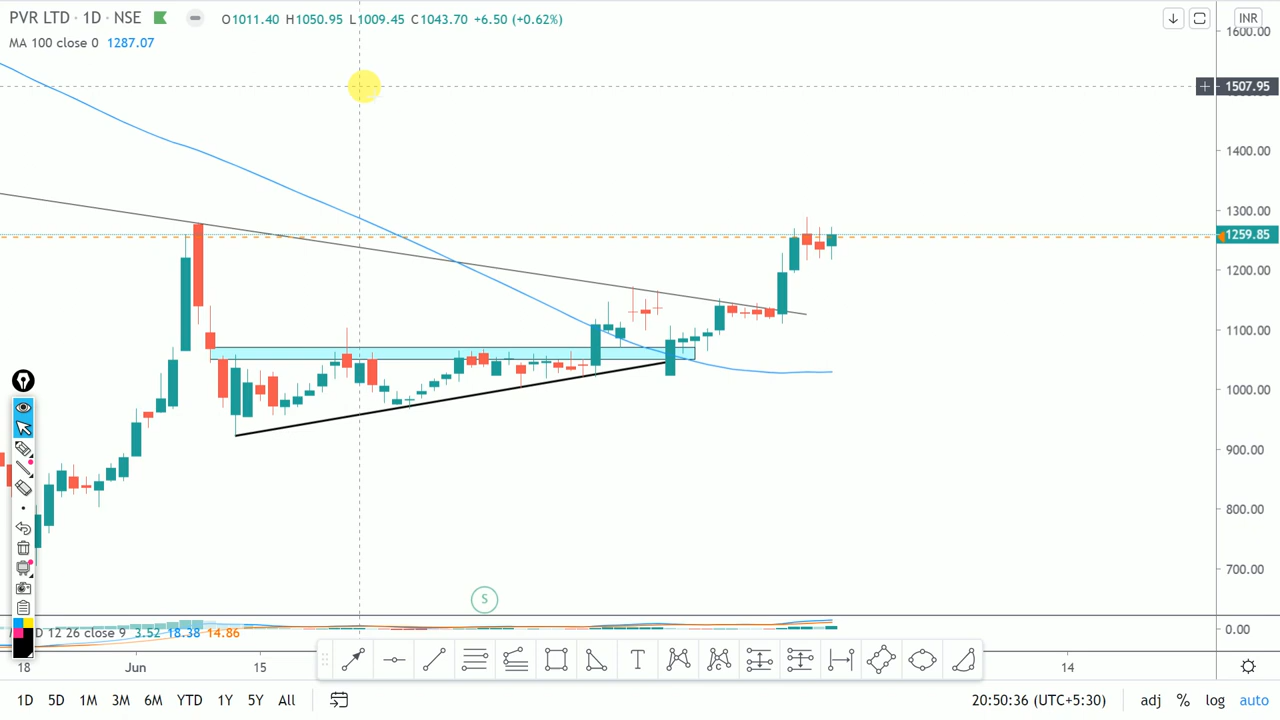 PVR LTD · 1D · NSE O1011.40 H1050.95 L1009.45 C1043.70 +6.50 (+0.62%) INR
MA 100 close 0 1287.07
1600.00
1507.95
1400.00
1300.00
1259.85
1200.00
1100.00
1000.00
900.00
800.00
700.00
S
0.00
12 26 close 9 3.52 18.38 14.86
18 Jun 15 14
T
C
1D 5D 1M 3M 6M YTD 1Y 5Y All 20:50:36 (UTC+5:30) adj % log auto